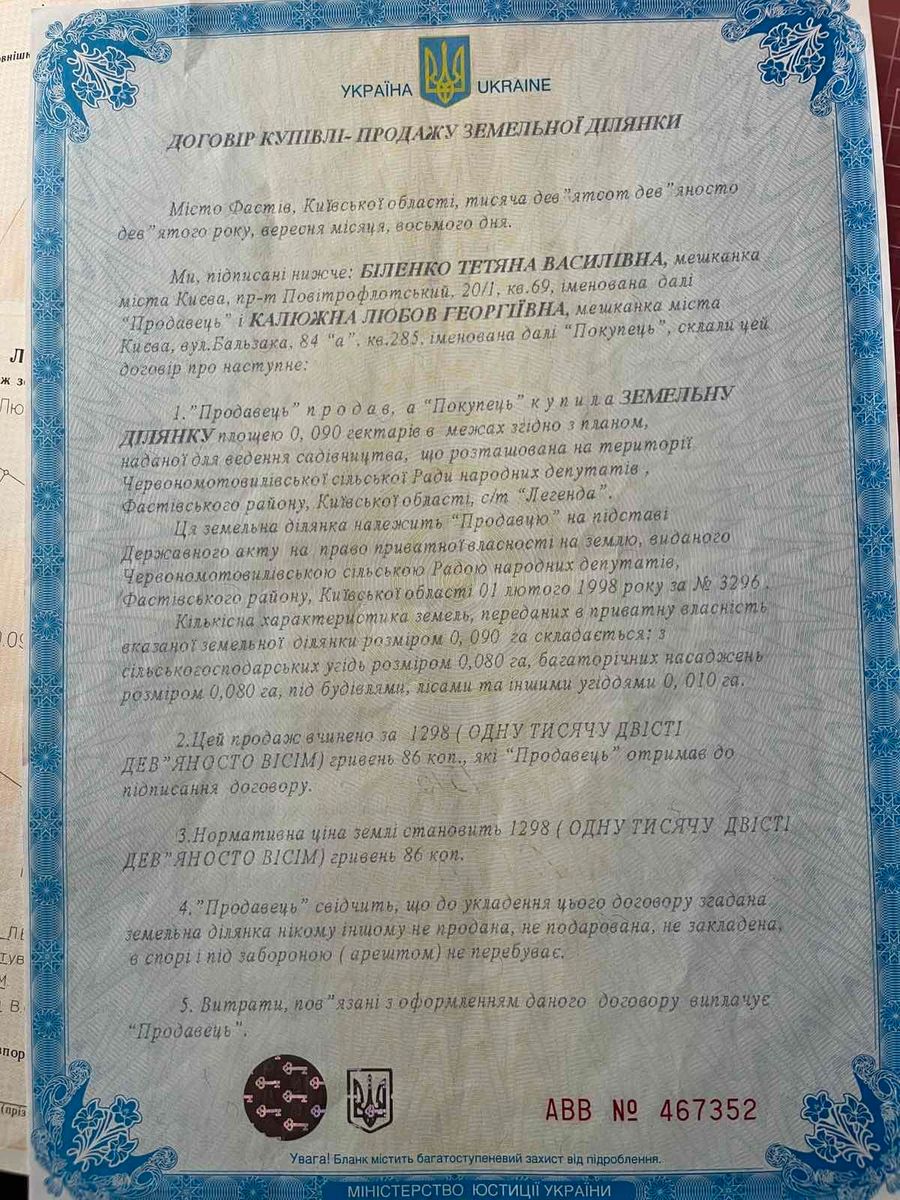 УКРАЇНА UKRAINE
ДОГОВІР КУПІВЛІ- ПРОДАЖУ ЗЕМЕЛЬНОЇ ДІЛЯНКИ
Місто Фастів, Київської області, тисяча дев"ятсот дев"яносто
дев"ятого року, вересня місяця, восьмого дня.
Ми, підписані нижче: БІЛЕНКО ТЕТЯНА ВАСИЛІВНА, мешканка
міста Києва, пр-т Повітрофлотський, 20/1, кв.69, іменована далі
"Продавець" і КАЛЮЖНА ЛЮБОВ ГЕОРГІЇВНА, мешканка міста
Києва, вул.Бальзака, 84 "а", кв.285, іменована далі "Покупець", склали цей
договір про наступне:
1."Продавець" п р о д а в, а "Покупець" к у п и л а ЗЕМЕЛЬНУ
ДІЛЯНКУ площею 0, 090 гектарів в межах згідно з планом,
наданої для ведення садівництва, що розташована на території
Червономотовилівської сільської Ради народних депутатів ,
Фастівського району, Київської області, с/т "Легенда".
Ця земельна ділянка належить "Продавцю" на підставі
Державного акту на право приватної власності на землю, виданого
Червономотовилівською сільською Радою народних депутатів,
Фастівського району, Київської області 01 лютого 1998 року за № 3296 .
Кількісна характеристика земель, переданих в приватну власність
вказаної земельної ділянки розміром 0, 090 га складається: з
сільськогосподарських угідь розміром 0,080 га, багаторічних насаджень
розміром 0,080 га, під будівлями, лісами та іншими угіддями 0, 010 га.
2.Цей продаж вчинено за 1298 ( ОДНУ ТИСЯЧУ ДВІСТІ
ДЕВ"ЯНОСТО ВІСІМ) гривень 86 коп., які "Продавець" отримав до
підписання договору.
3.Нормативна ціна землі становить 1298 ( ОДНУ ТИСЯЧУ ДВІСТІ
ДЕВ"ЯНОСТО ВІСІМ) гривень 86 коп.
4."Продавець" свідчить, що до укладення цього договору згадана
земельна ділянка нікому іншому не продана, не подарована, не закладена,
в спорі і під забороною ( арештом) не перебуває.
5. Витрати, пов"язані з оформленням даного договору виплачує
"Продавець".
АВВ № 467352
Увага! Бланк містить багатоступеневий захист від підроблення.
МІНІСТЕРСТВО ЮСТИЦІЇ УКРАЇНИ